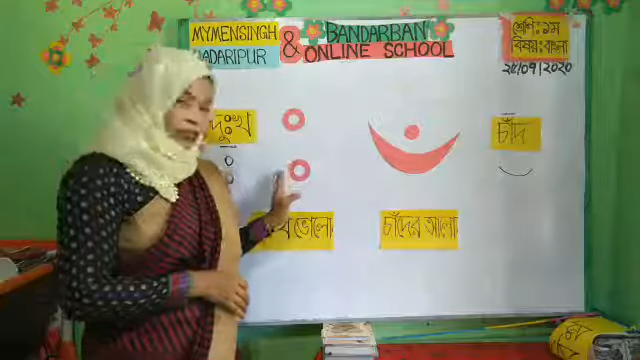 MYMENSINGH
MADARIPUR
&
BANDARBAN
ONLINE SCHOOL
শ্রেণি: ১ম
বিষয়: বাংলা
২৫/০৭/২০২০
দুঃখ
ঃ
ঁ
চাঁদ
ভোলো
চাঁদের আলো